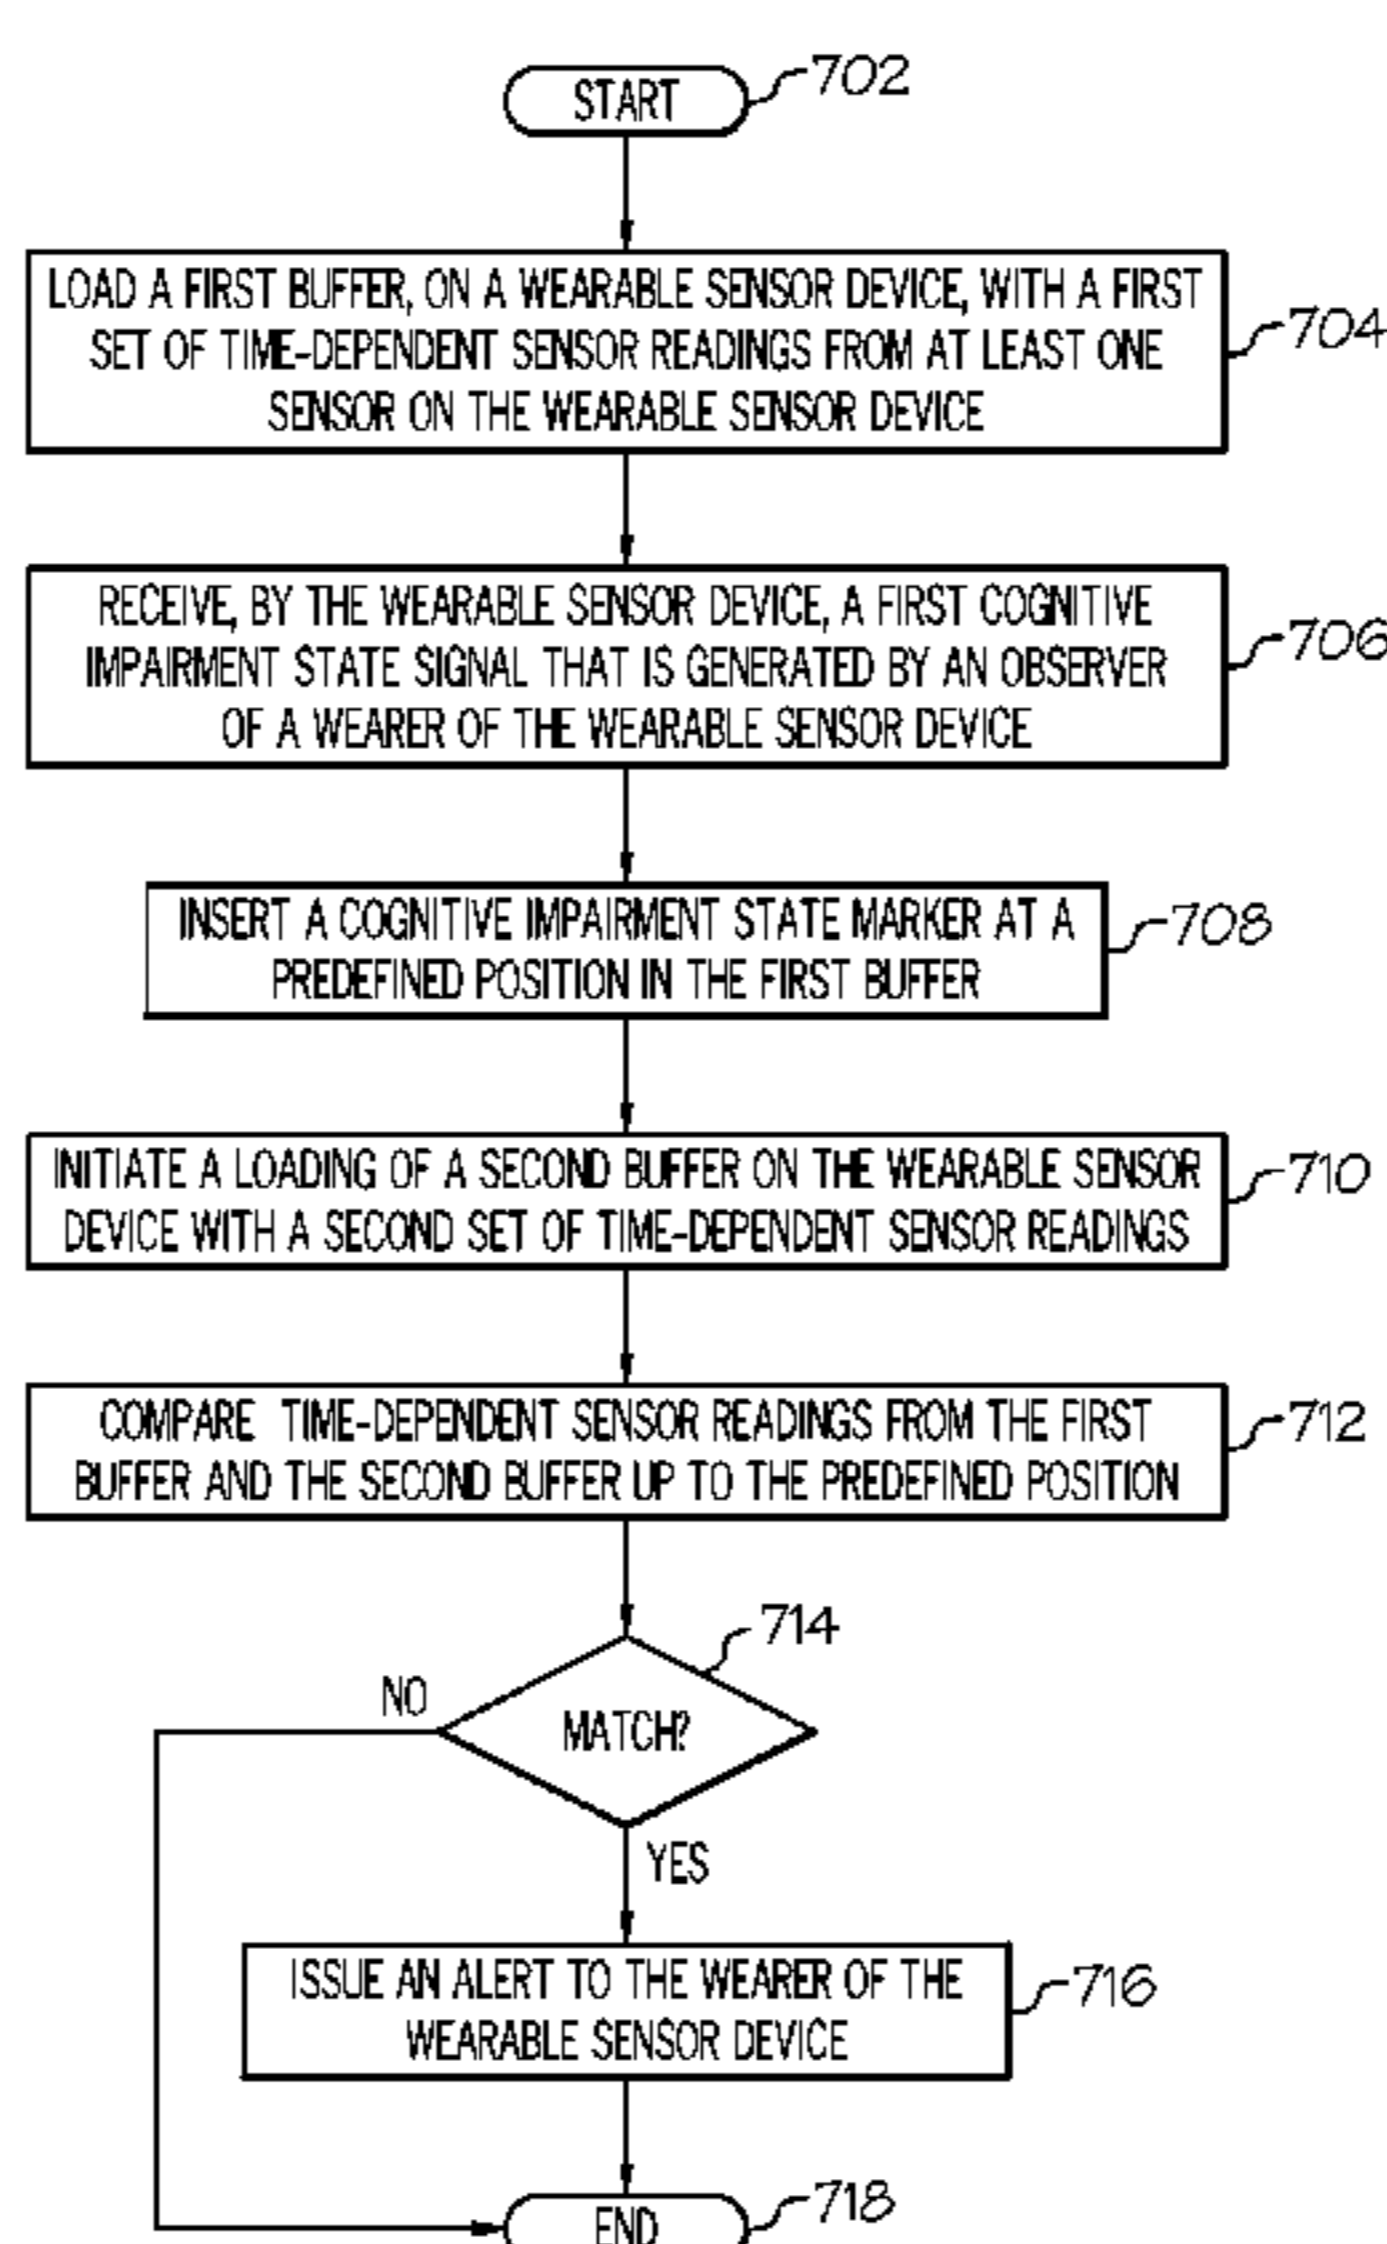 START
702
LOAD A FIRST BUFFER, ON A WEARABLE SENSOR DEVICE, WITH A FIRST
SET OF TIME-DEPENDENT SENSOR READINGS FROM AT LEAST ONE
SENSOR ON THE WEARABLE SENSOR DEVICE
704
RECEIVE, BY THE WEARABLE SENSOR DEVICE, A FIRST COGNITIVE
IMPAIRMENT STATE SIGNAL THAT IS GENERATED BY AN OBSERVER
OF A WEARER OF THE WEARABLE SENSOR DEVICE
706
INSERT A COGNITIVE IMPAIRMENT STATE MARKER AT A
PREDEFINED POSITION IN THE FIRST BUFFER
708
INITIATE A LOADING OF A SECOND BUFFER ON THE WEARABLE SENSOR
DEVICE WITH A SECOND SET OF TIME-DEPENDENT SENSOR READINGS
710
COMPARE TIME-DEPENDENT SENSOR READINGS FROM THE FIRST
BUFFER AND THE SECOND BUFFER UP TO THE PREDEFINED POSITION
712
714
NO
MATCH?
YES
ISSUE AN ALERT TO THE WEARER OF THE
WEARABLE SENSOR DEVICE
716
END
718